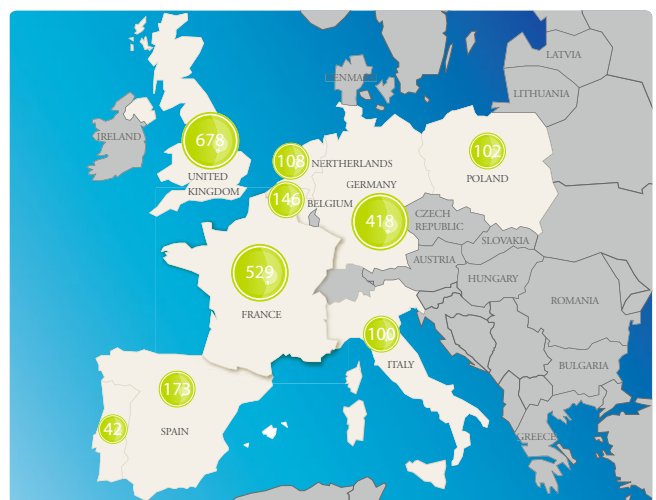 LATVIA
DENMARK
LITHUANIA
IRELAND
678
102
108
NERTHERLANDS
UNITED
KINGDOM
POLAND
GERMANY
146
BELGIUM
418
CZECH
REPUBLIC
SLOVAKIA
AUSTRIA
529
HUNGARY
ROMANIA
FRANCE
100
ITALY
BULGARIA
173
42
SPAIN
GREECE